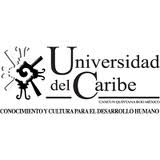 Universidad
del Caribe
CANCÚN QUINTANA ROO MÉXICO
CONOCIMIENTO Y CULTURA PARA EL DESARROLLO HUMANO